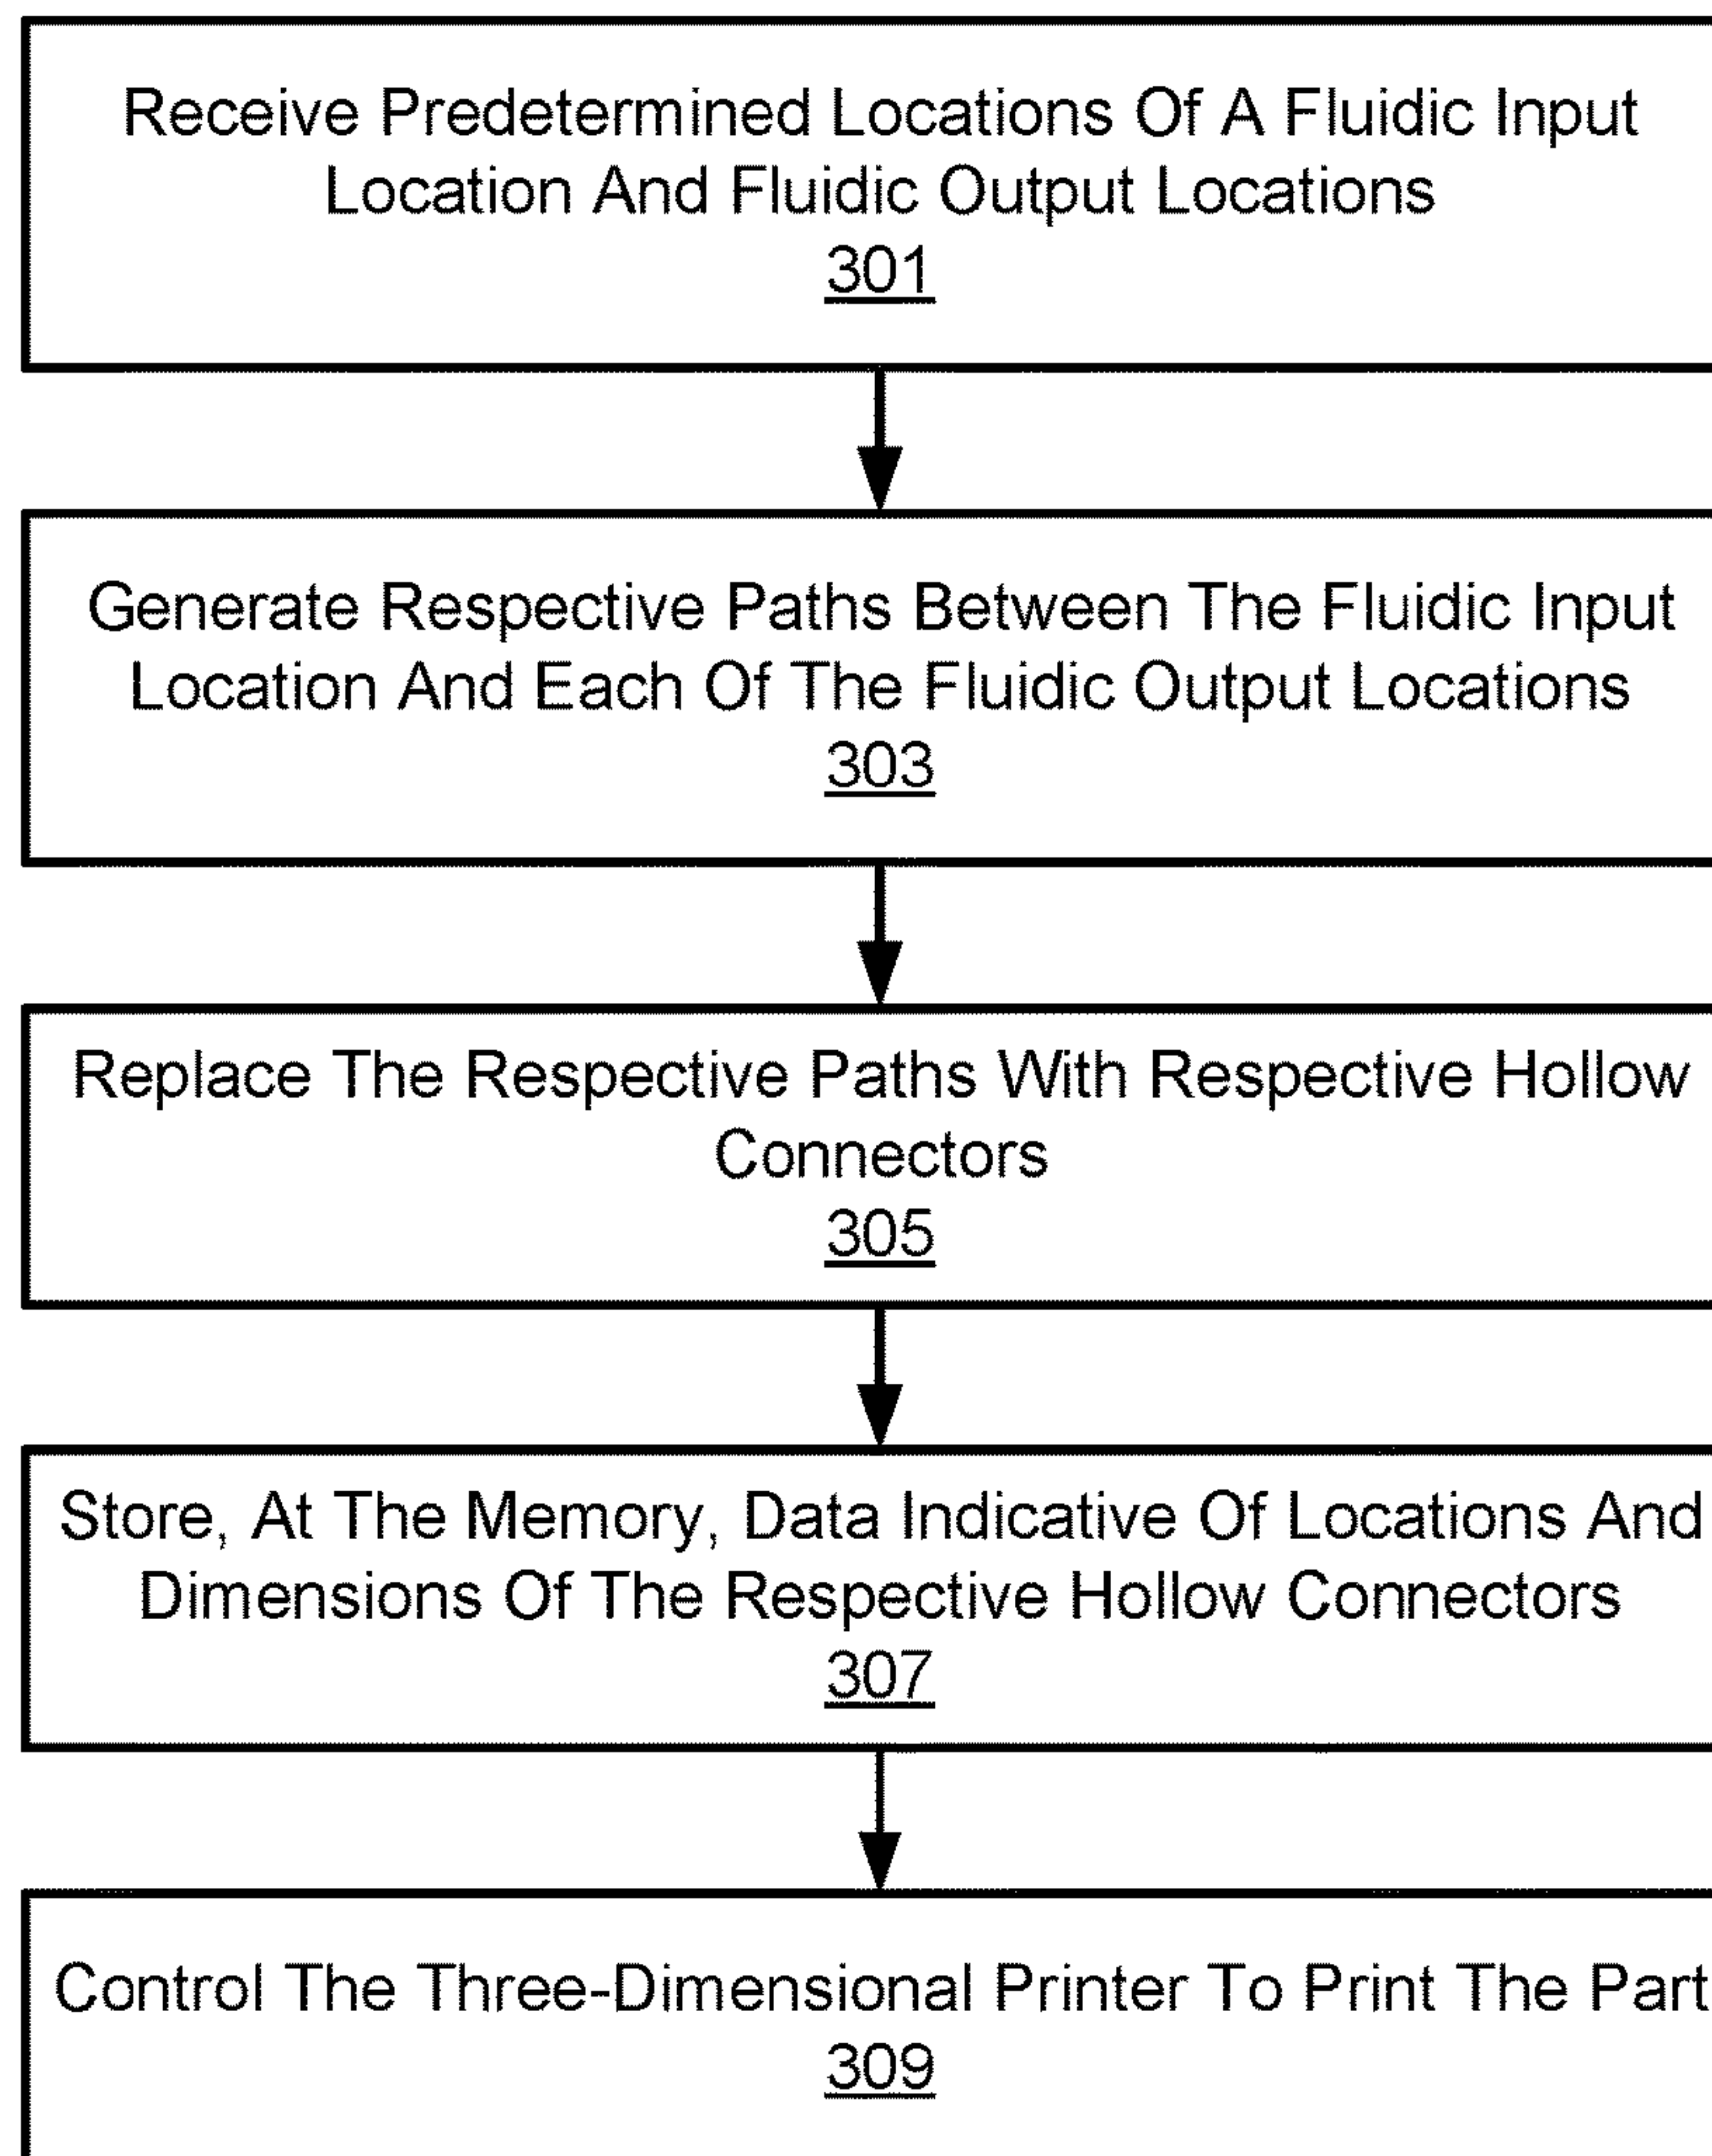 Receive Predetermined Locations Of A Fluidic Input
Location And Fluidic Output Locations
301
Generate Respective Paths Between The Fluidic Input
Location And Each Of The Fluidic Output Locations
303
Replace The Respective Paths With Respective Hollow
Connectors
305
Store, At The Memory, Data Indicative Of Locations And
Dimensions Of The Respective Hollow Connectors
307
Control The Three-Dimensional Printer To Print The Part
309